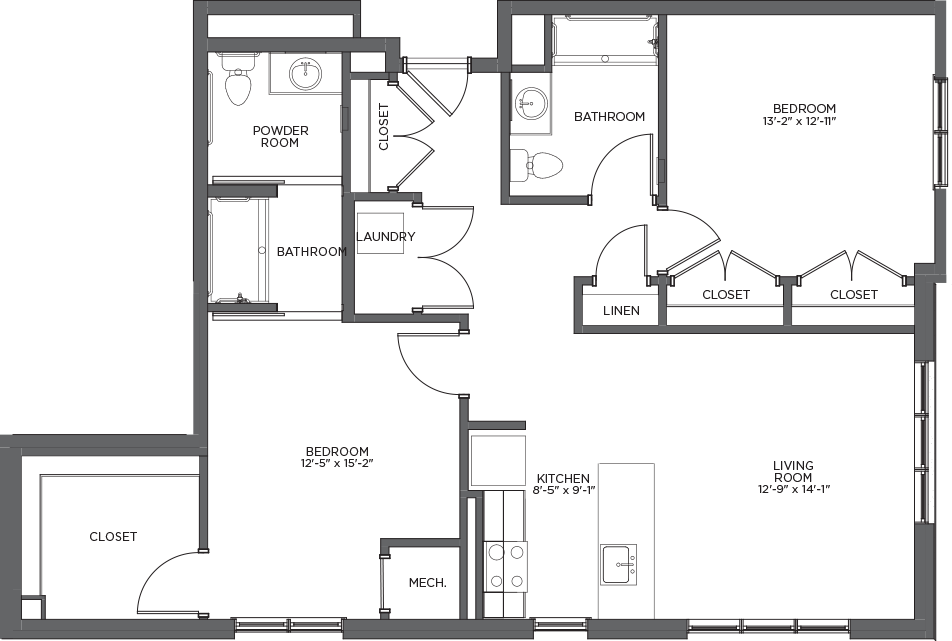 BEDROOM
13'-2" x 12'-11"
CLOSET
BATHROOM
POWDER
ROOM
LAUNDRY
BATHROOM
CLOSET
CLOSET
LINEN
BEDROOM
12'-5" x 15'-2"
LIVING
ROOM
12'-9" x 14'-1"
KITCHEN
8'-5" x 9'-1"
CLOSET
MECH.